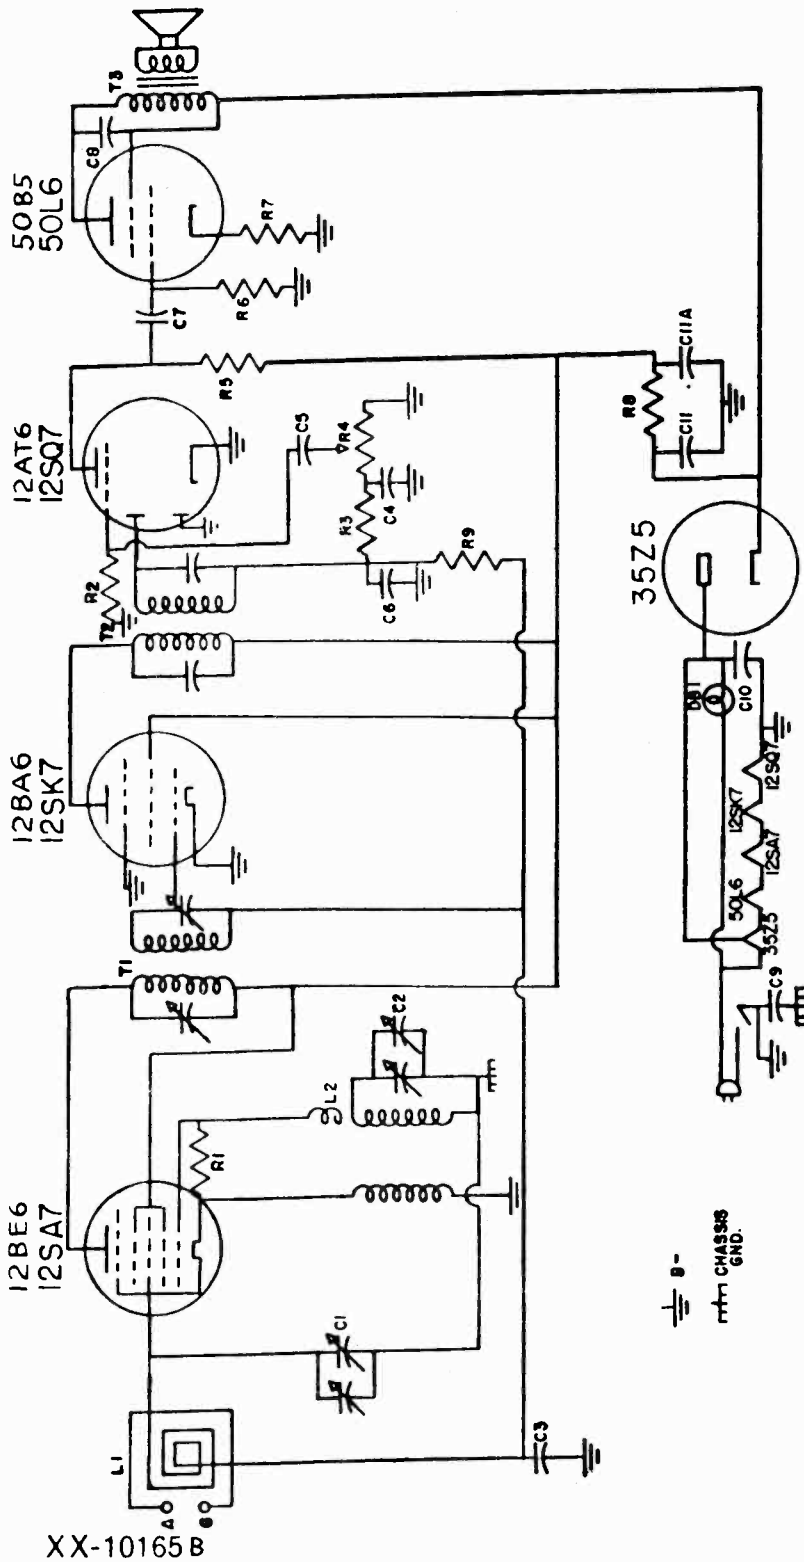 XX-10165B
L1
A
G
12BE6
12SA7
C1
C3
R1
L2
C2
T1
12BA6
12SK7
T2
R2
12AT6
12SQ7
C5
R4
R3
C4
C6
R9
R5
C7
50B5
50L6
C8
R6
R7
T3
R8
C11
C11A
35Z5
DB1
C10
35Z5
50L6
12SA7
12SK7
12SQ7
C9
B-
CHASSIS
GND.